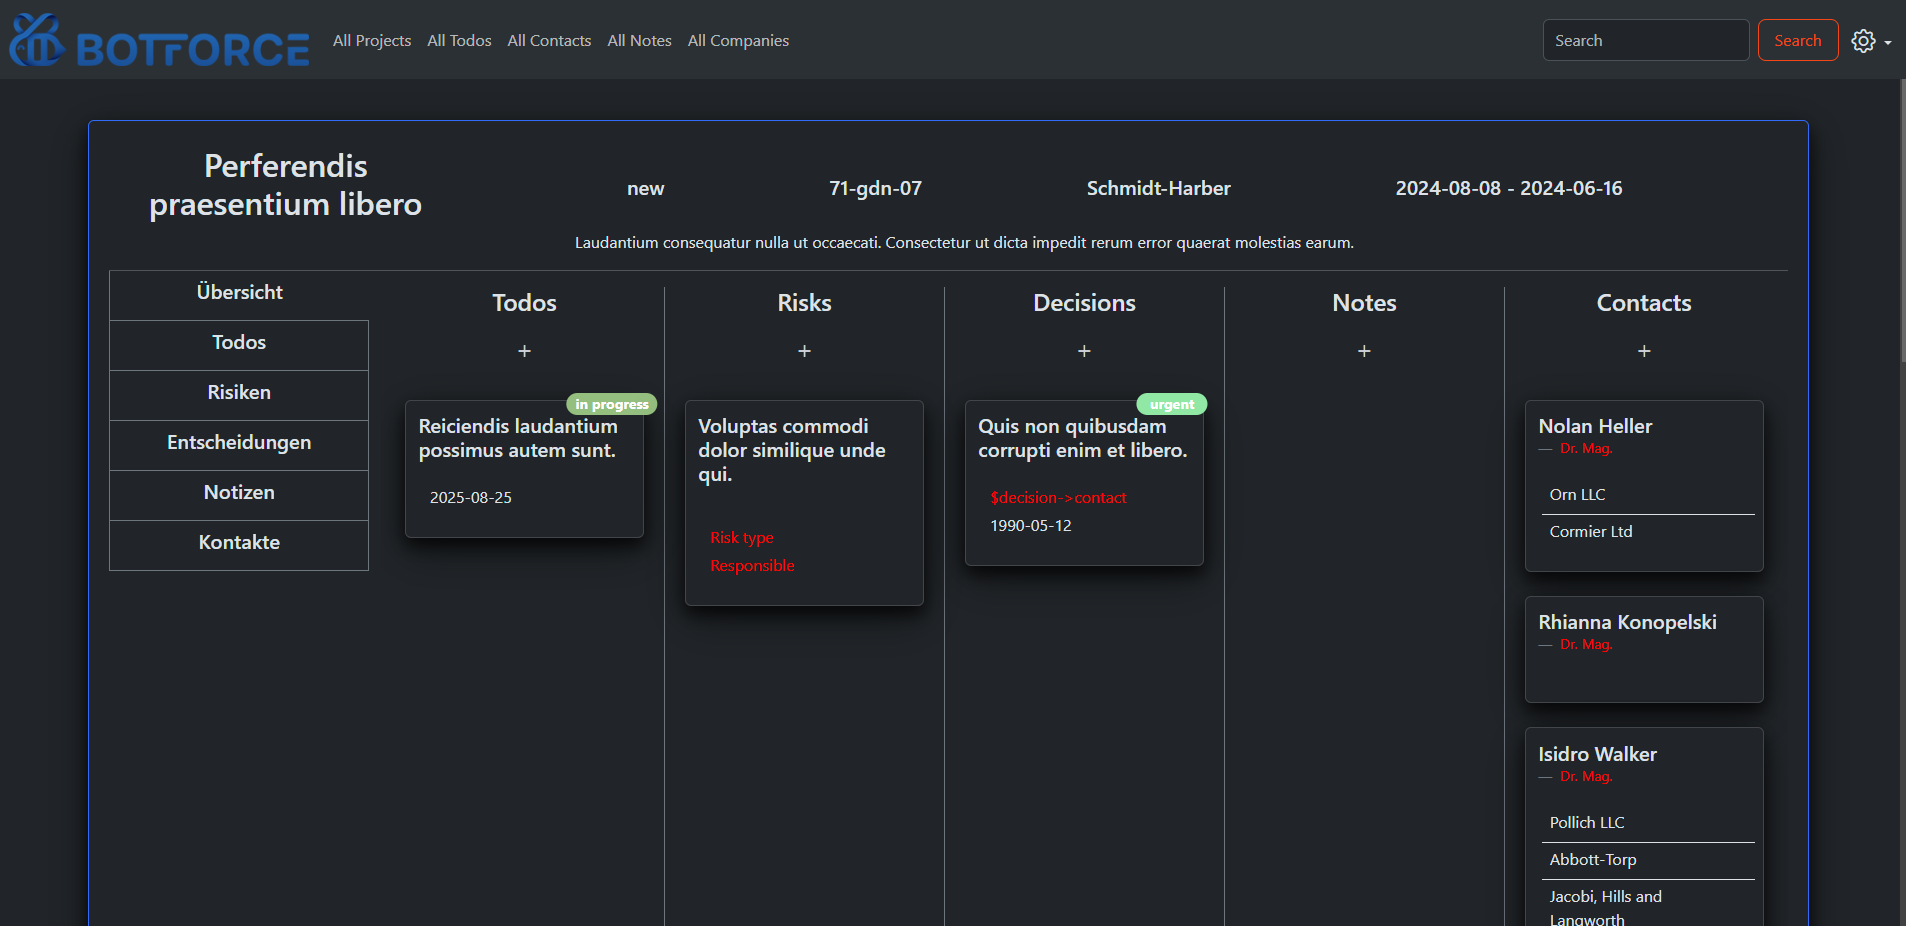 BOTFORCE
All Projects All Todos All Contacts All Notes All Companies
Search
Search
Perferendis
praesentium libero
new
71-gdn-07
Schmidt-Harber
2024-08-08 - 2024-06-16
Laudantium consequatur nulla ut occaecati. Consectetur ut dicta impedit rerum error quaerat molestias earum.
Übersicht
Todos
Risiken
Entscheidungen
Notizen
Kontakte
Todos
+
in progress
Reiciendis laudantium
possimus autem sunt.
2025-08-25
Risks
+
Voluptas commodi
dolor similique unde
qui.
Risk type
Responsible
Decisions
+
urgent
Quis non quibusdam
corrupti enim et libero.
$decision->contact
1990-05-12
Notes
+
Contacts
+
Nolan Heller
— Dr. Mag.
Orn LLC
Cormier Ltd
Rhianna Konopelski
— Dr. Mag.
Isidro Walker
— Dr. Mag.
Pollich LLC
Abbott-Torp
Jacobi, Hills and
Langworth